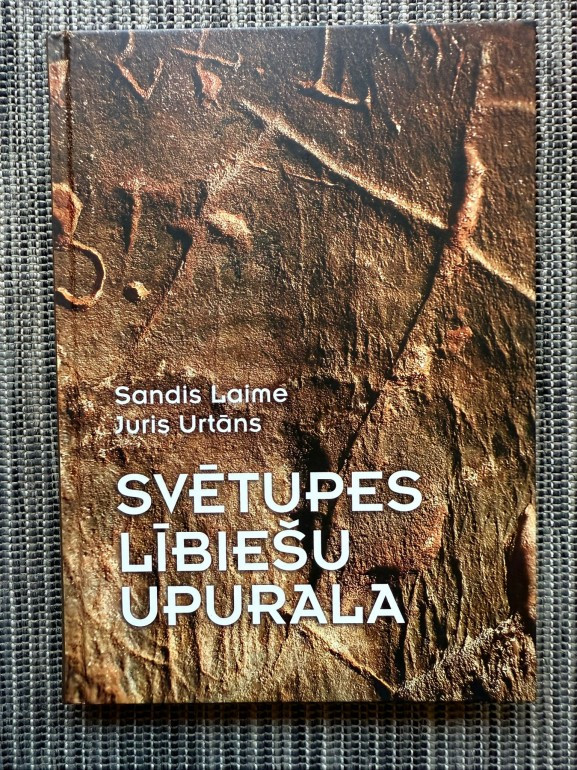 Sandis Laime
Juris Urtāns
SVĒTUPES
LĪBIEŠU
UPURALA